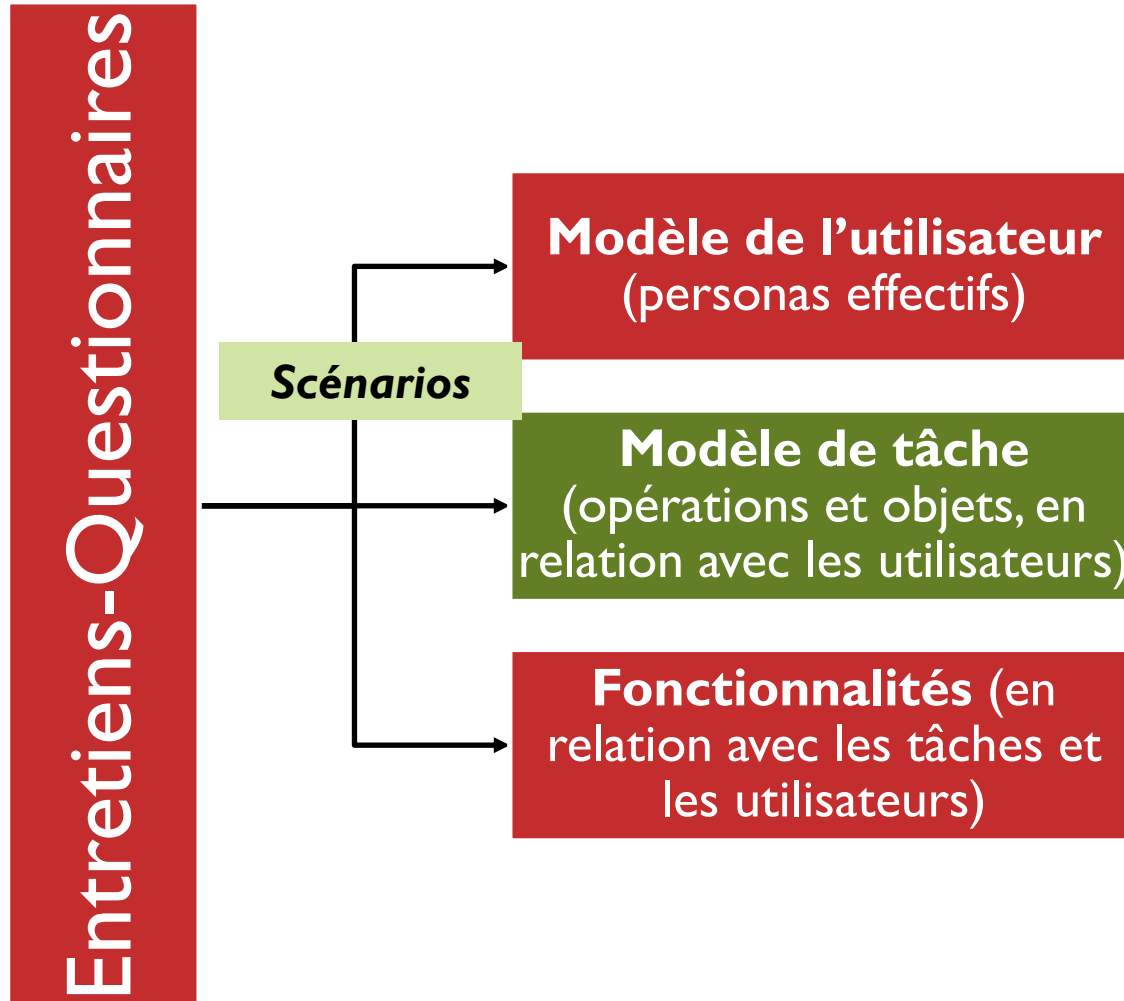 Entretiens-Questionnaires
Scénarios
Modèle de l’utilisateur
(personas effectifs)
Modèle de tâche
(opérations et objets, en
relation avec les utilisateurs)
Fonctionnalités (en
relation avec les tâches et
les utilisateurs)